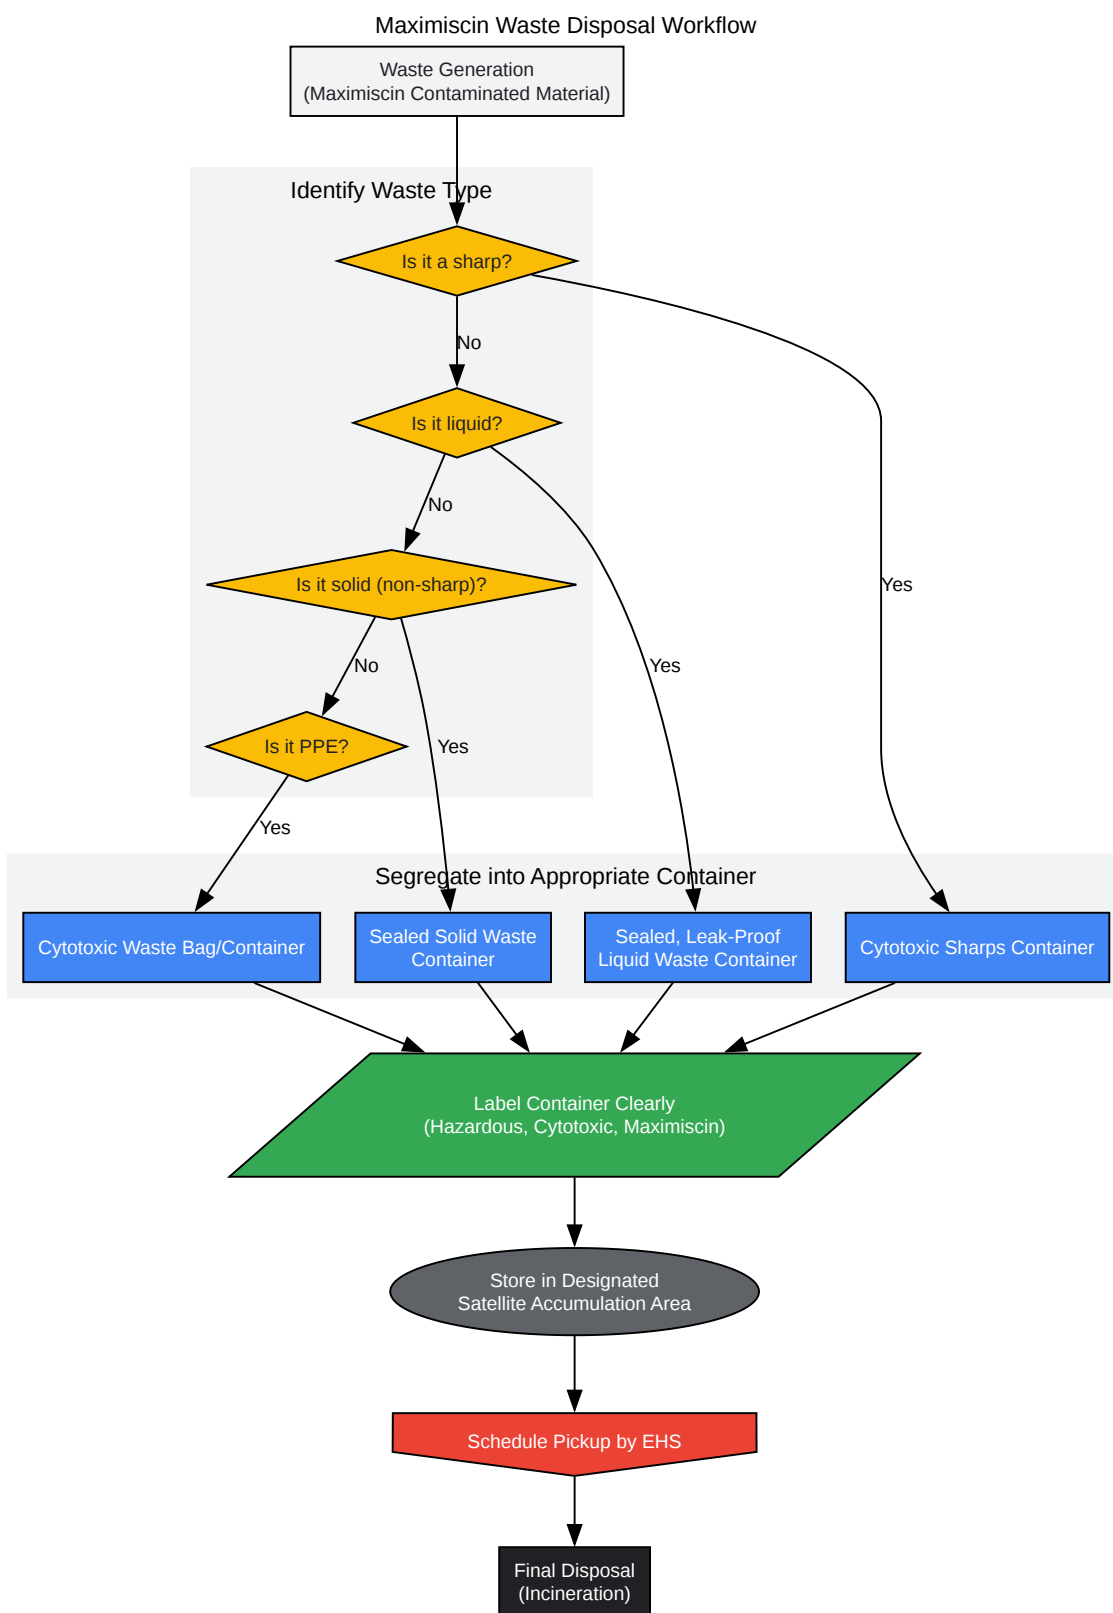 Maximiscin Waste Disposal Workflow
Waste Generation
(Maximiscin Contaminated Material)
Identify Waste Type
Is it a sharp?
No
Is it liquid?
No
Is it solid (non-sharp)?
Yes
No
Yes
Is it PPE?
Yes
Yes
Segregate into Appropriate Container
Cytotoxic Waste Bag/Container
Sealed Solid Waste
Container
Sealed, Leak-Proof
Liquid Waste Container
Cytotoxic Sharps Container
Label Container Clearly
(Hazardous, Cytotoxic, Maximiscin)
Store in Designated
Satellite Accumulation Area
Schedule Pickup by EHS
Final Disposal
(Incineration)